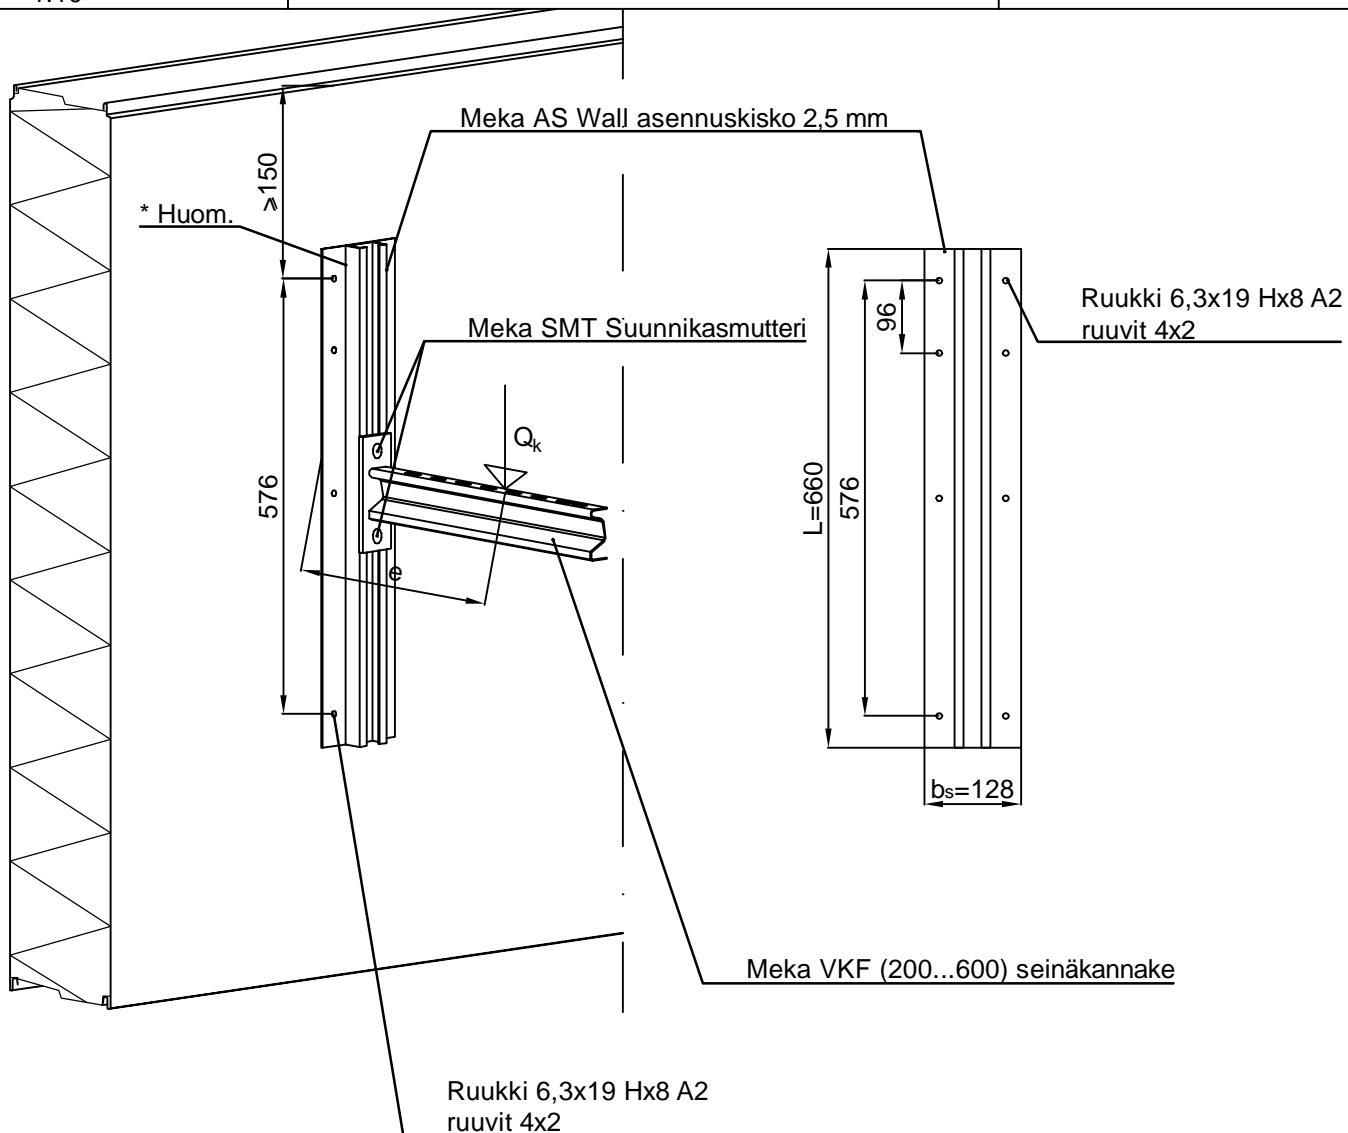 Meka AS Wall asennuskisko 2,5 mm
≥150
* Huom.
Ruukki 6,3x19 Hx8 A2
ruuvit 4x2
96
Meka SMT Suunnikasmutteri
Qk
576
L=660
576
e
bs=128
Meka VKF (200...600) seinäkannake
Ruukki 6,3x19 Hx8 A2
ruuvit 4x2